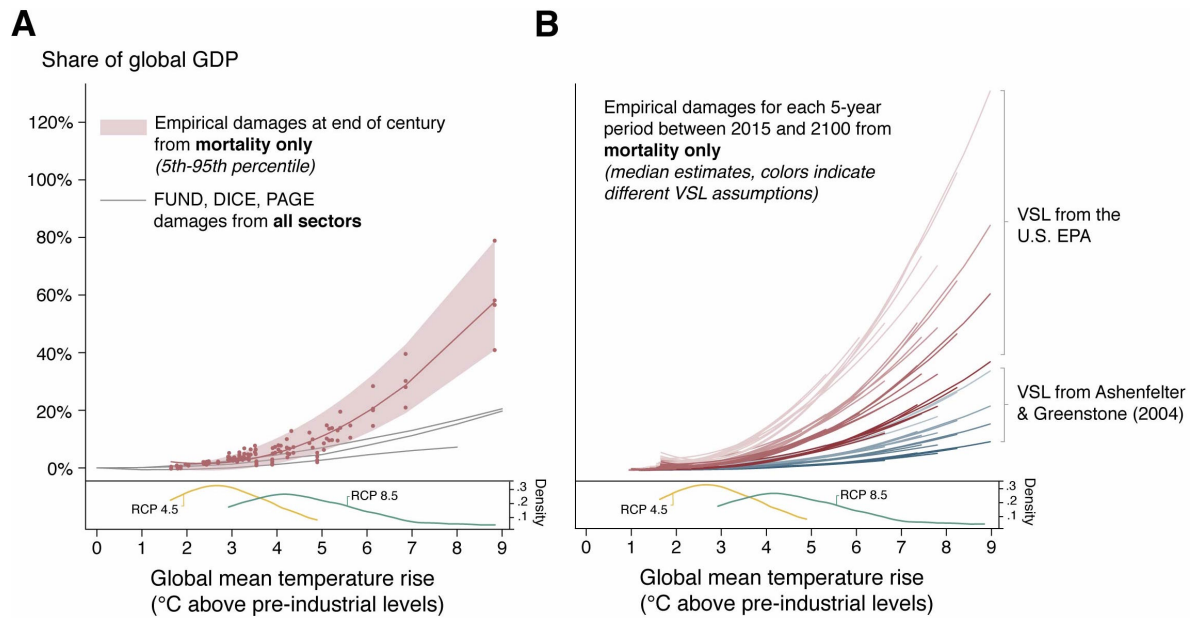 A
Share of global GDP
120%
100%
80%
60%
40%
20%
0%
Empirical damages at end of century
from mortality only
(5th-95th percentile)
FUND, DICE, PAGE
damages from all sectors
RCP 4.5
RCP 8.5
.3
.2
.1
Density
0 1 2 3 4 5 6 7 8 9
Global mean temperature rise
(°C above pre-industrial levels)
B
Empirical damages for each 5-year
period between 2015 and 2100 from
mortality only
(median estimates, colors indicate
different VSL assumptions)
VSL from the
U.S. EPA
VSL from Ashenfelter
& Greenstone (2004)
RCP 4.5
RCP 8.5
.3
.2
.1
Density
0 1 2 3 4 5 6 7 8 9
Global mean temperature rise
(°C above pre-industrial levels)